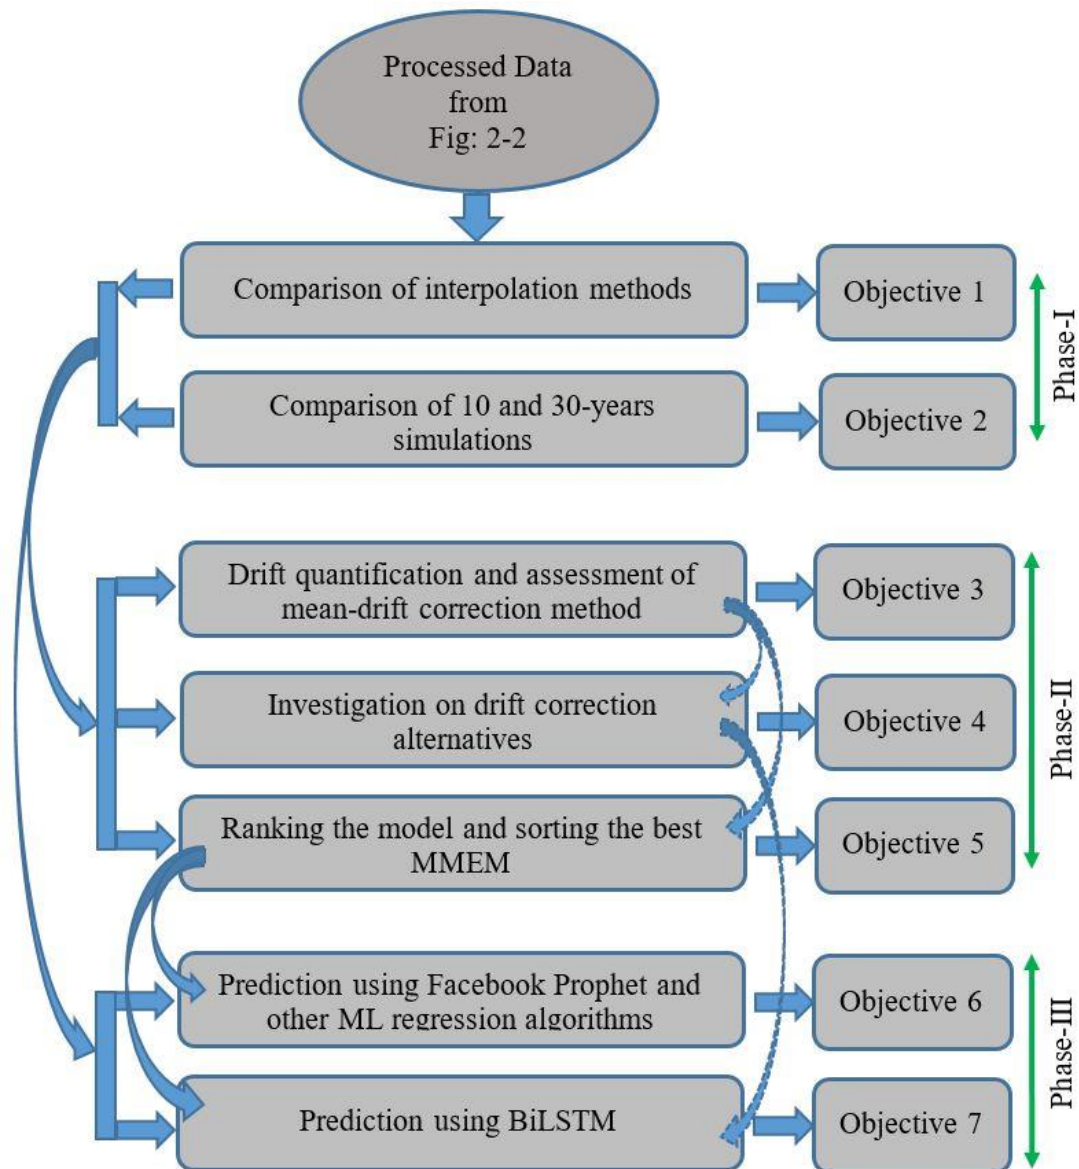 Processed Data
from
Fig: 2-2
Comparison of interpolation methods
Objective 1
Comparison of 10 and 30-years
simulations
Objective 2
Phase-I
Drift quantification and assessment of
mean-drift correction method
Objective 3
Investigation on drift correction
alternatives
Objective 4
Ranking the model and sorting the best
MMEM
Objective 5
Phase-II
Prediction using Facebook Prophet and
other ML regression algorithms
Objective 6
Prediction using BiLSTM
Objective 7
Phase-III